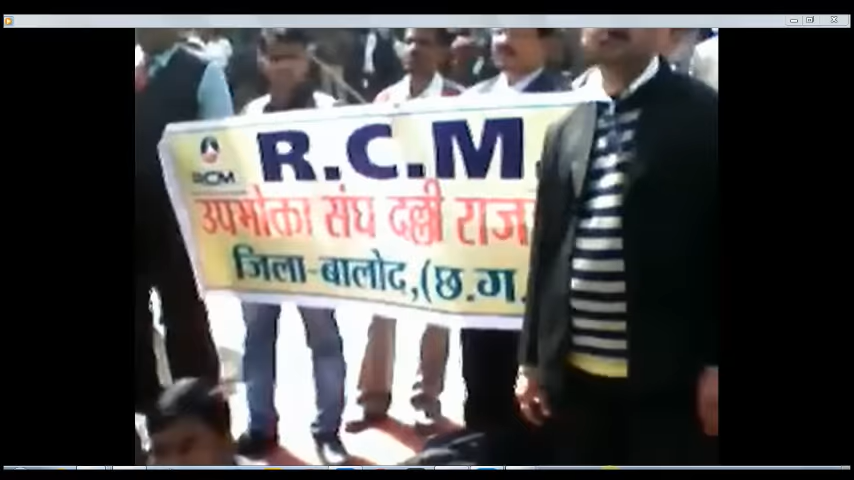 RCM
R.C.M.
उपभोक्ता संघ दल्ली राज
जिला-बालोद,(छ.ग.